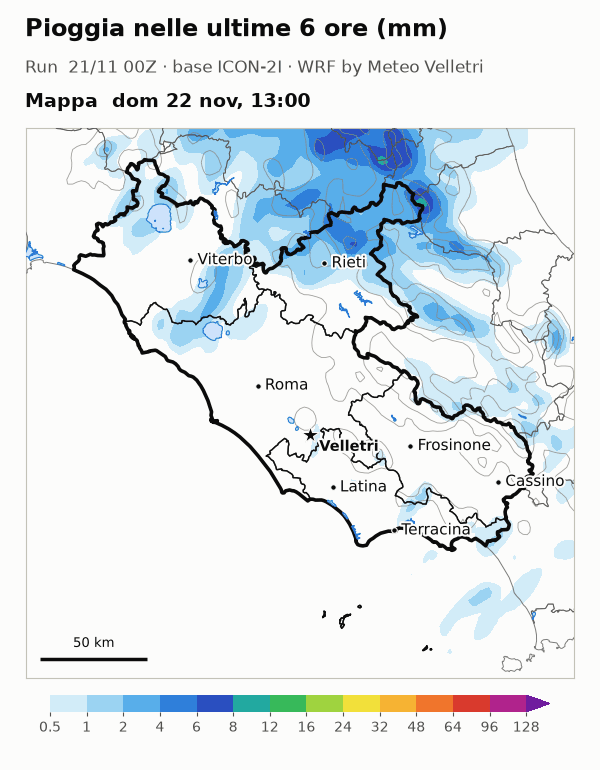 Pioggia nelle ultime 6 ore (mm)
Run 21/11 00Z · base ICON-2I · WRF by Meteo Velletri
Mappa dom 22 nov, 13:00
Viterbo
Rieti
Roma
Velletri
Frosinone
Cassino
Latina
Terracina
50 km
0.5 1 2 4 6 8 12 16 24 32 48 64 96 128